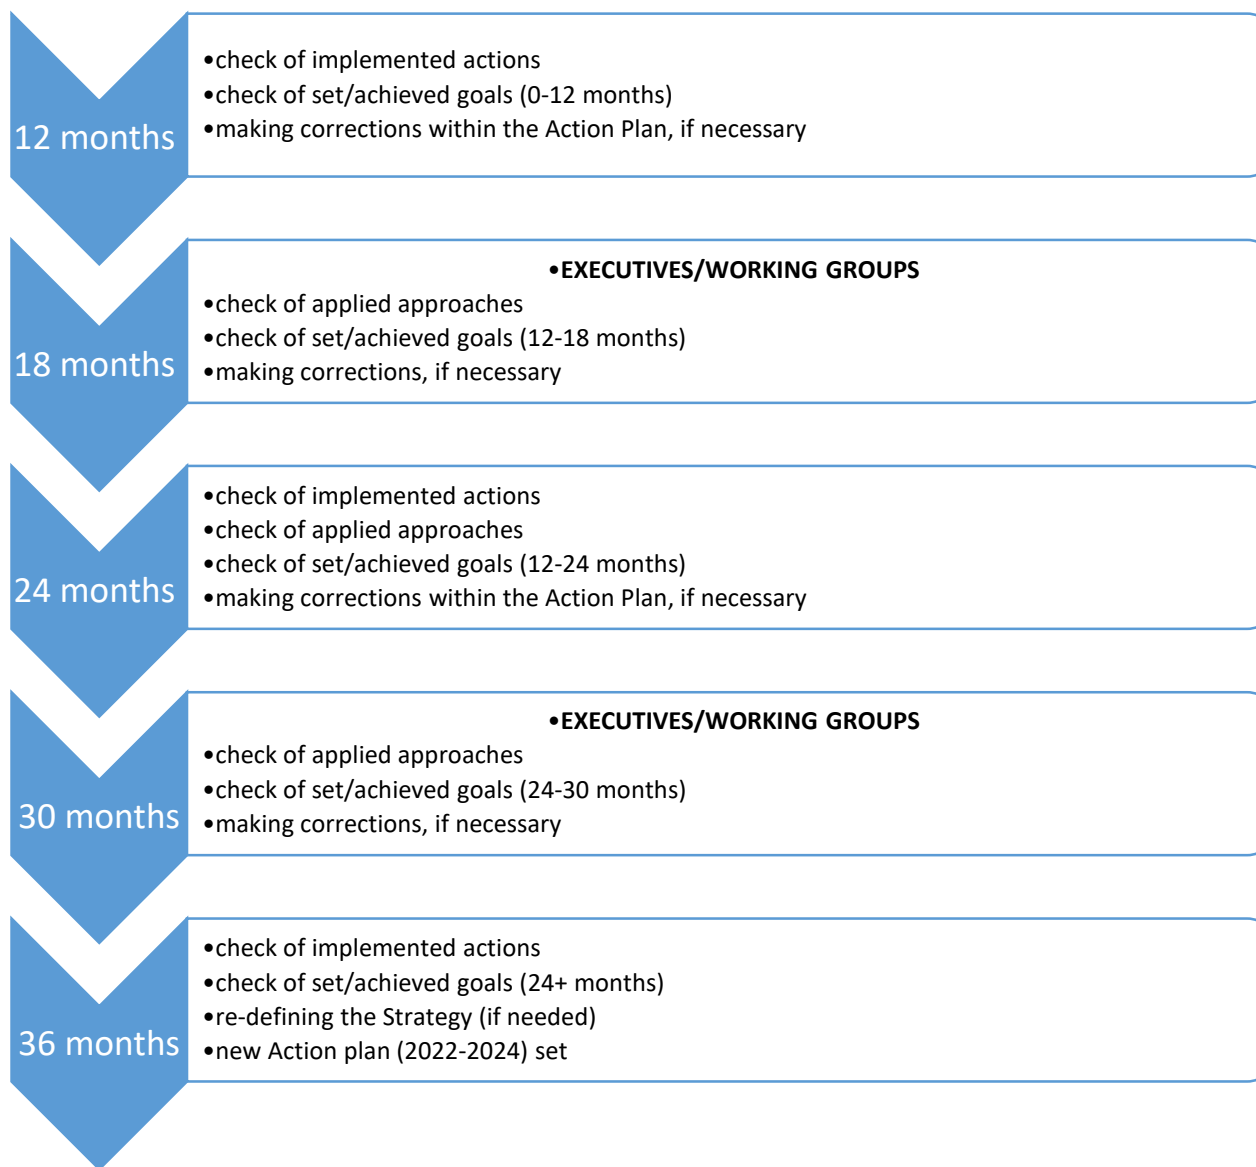 12 months
•check of implemented actions
•check of set/achieved goals (0-12 months)
•making corrections within the Action Plan, if necessary
18 months
•EXECUTIVES/WORKING GROUPS
•check of applied approaches
•check of set/achieved goals (12-18 months)
•making corrections, if necessary
24 months
•check of implemented actions
•check of applied approaches
•check of set/achieved goals (12-24 months)
•making corrections within the Action Plan, if necessary
30 months
•EXECUTIVES/WORKING GROUPS
•check of applied approaches
•check of set/achieved goals (24-30 months)
•making corrections, if necessary
36 months
•check of implemented actions
•check of set/achieved goals (24+ months)
•re-defining the Strategy (if needed)
•new Action plan (2022-2024) set